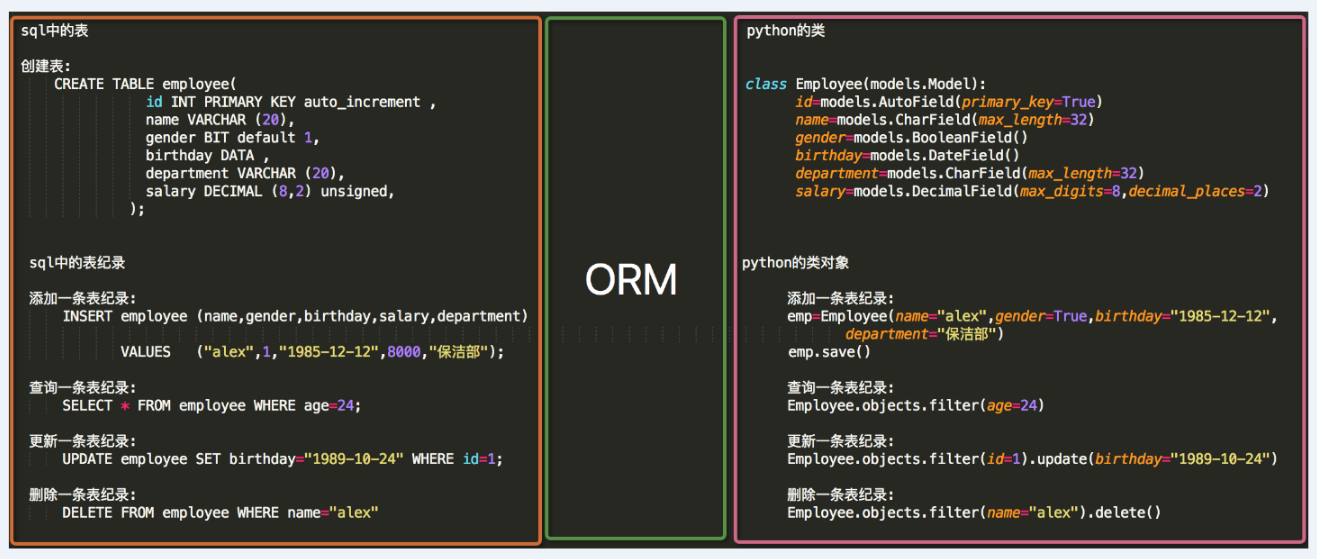 sql中的表
创建表:
CREATE TABLE employee(
id INT PRIMARY KEY auto_increment ,
name VARCHAR (20),
gender BIT default 1,
birthday DATA ,
department VARCHAR (20),
salary DECIMAL (8,2) unsigned,
);
sql中的表纪录
添加一条表纪录:
INSERT employee (name,gender,birthday,salary,department)
VALUES ("alex",1,"1985-12-12",8000,"保洁部");
查询一条表纪录:
SELECT * FROM employee WHERE age=24;
更新一条表纪录:
UPDATE employee SET birthday="1989-10-24" WHERE id=1;
删除一条表纪录:
DELETE FROM employee WHERE name="alex"
ORM
python的类
class Employee(models.Model):
id=models.AutoField(primary_key=True)
name=models.CharField(max_length=32)
gender=models.BooleanField()
birthday=models.DateField()
department=models.CharField(max_length=32)
salary=models.DecimalField(max_digits=8,decimal_places=2)
python的类对象
添加一条表纪录:
emp=Employee(name="alex",gender=True,birthday="1985-12-12",
department="保洁部")
emp.save()
查询一条表纪录:
Employee.objects.filter(age=24)
更新一条表纪录:
Employee.objects.filter(id=1).update(birthday="1989-10-24")
删除一条表纪录:
Employee.objects.filter(name="alex").delete()